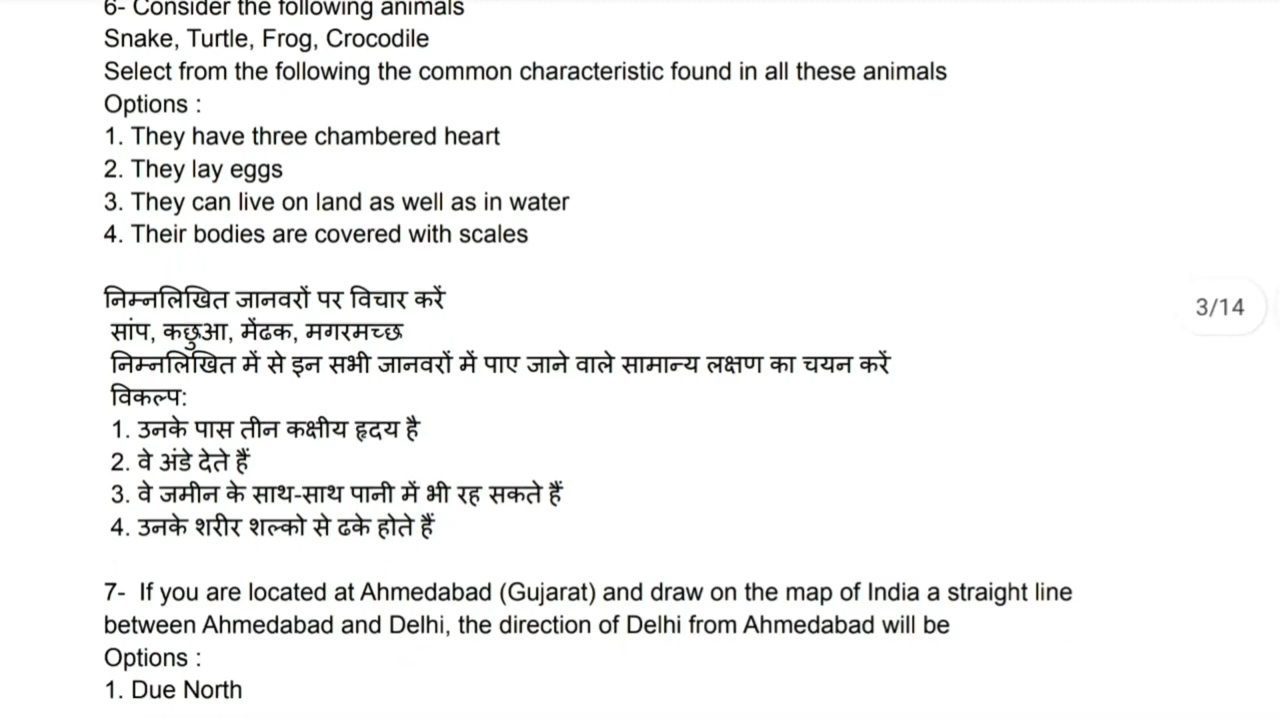 6- Consider the following animals
Snake, Turtle, Frog, Crocodile
Select from the following the common characteristic found in all these animals
Options :
1. They have three chambered heart
2. They lay eggs
3. They can live on land as well as in water
4. Their bodies are covered with scales
निम्नलिखित जानवरों पर विचार करें
सांप, कछुआ, मेंढक, मगरमच्छ
निम्नलिखित में से इन सभी जानवरों में पाए जाने वाले सामान्य लक्षण का चयन करें
विकल्प:
1. उनके पास तीन कक्षीय हृदय है
2. वे अंडे देते हैं
3. वे जमीन के साथ-साथ पानी में भी रह सकते हैं
4. उनके शरीर शल्को से ढके होते हैं
3/14
7- If you are located at Ahmedabad (Gujarat) and draw on the map of India a straight line
between Ahmedabad and Delhi, the direction of Delhi from Ahmedabad will be
Options :
1. Due North